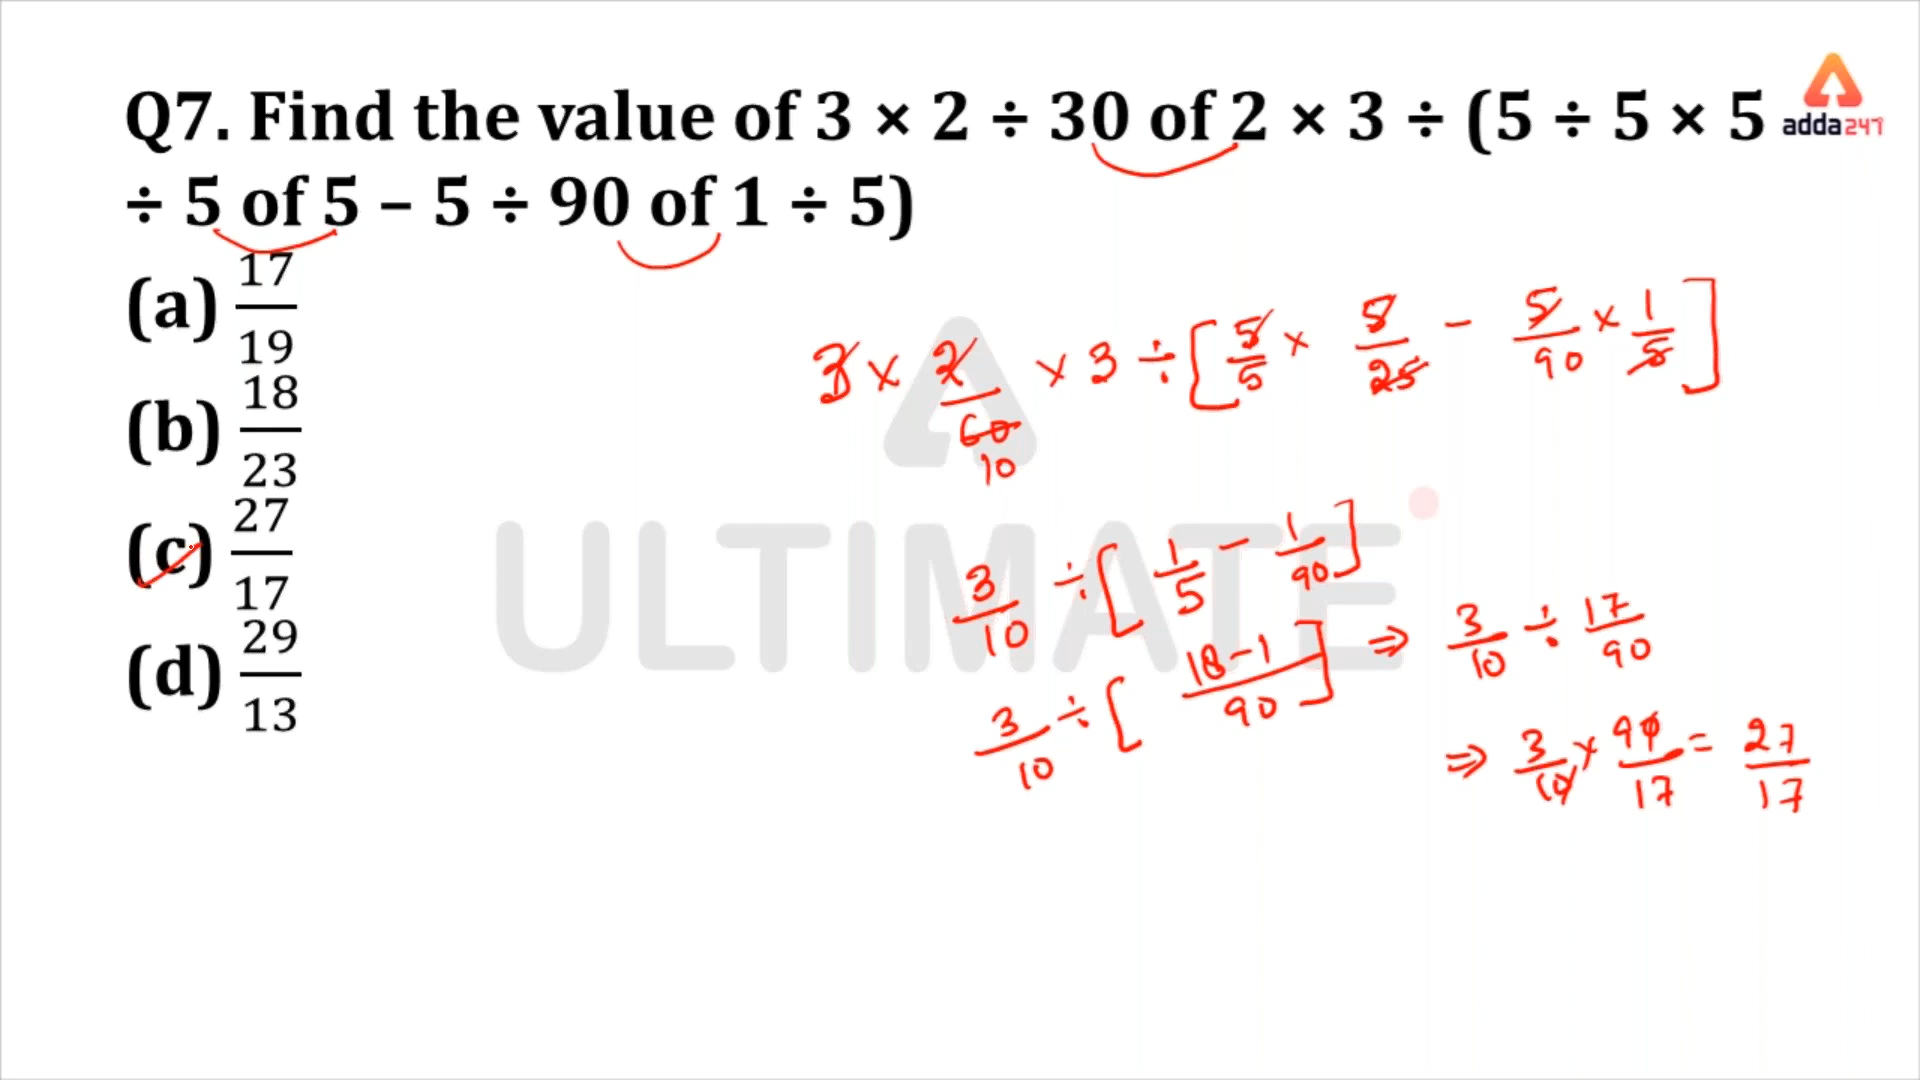 Q7. Find the value of 3 × 2 ÷ 30 of 2 × 3 ÷ (5 ÷ 5 × 5
÷ 5 of 5 – 5 ÷ 90 of 1 ÷ 5)
adda247
(a) 17/19
(b) 18/23
(c) 27/17
(d) 29/13
ULTIMATE
3 × 2/60 × 3 ÷ [5/5 × 5/25 - 5/90 × 1/5]
10
3/10 ÷ [1/5 - 1/90]
3/10 ÷ [18-1/90] ⇒ 3/10 ÷ 17/90
⇒ 3/10 × 90/17 = 27/17